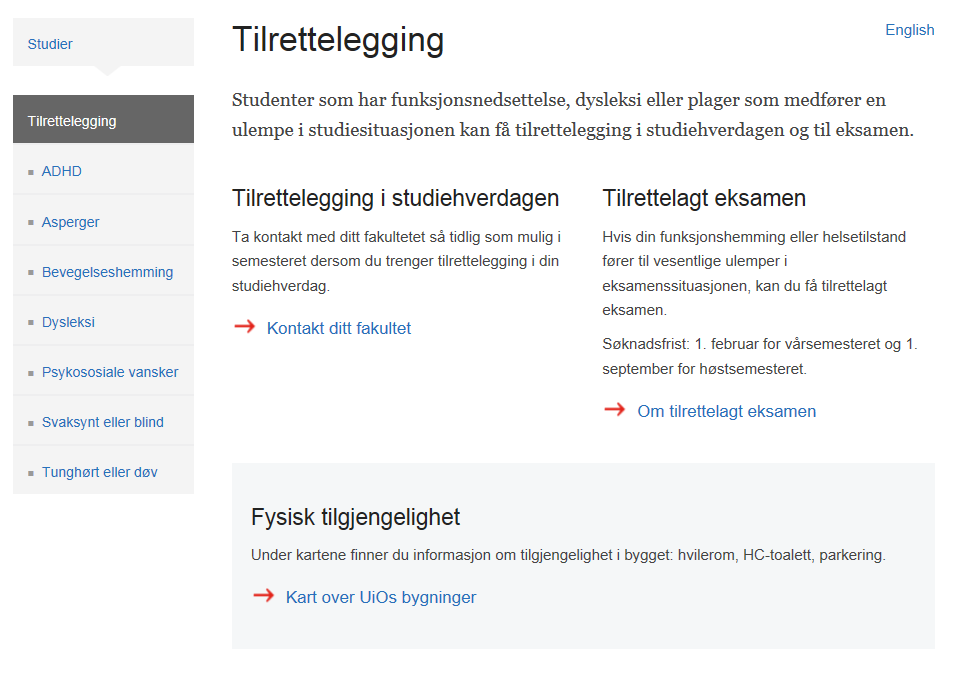 Studier
Tilrettelegging
ADHD
Asperger
Bevegelseshemming
Dysleksi
Psykososiale vansker
Svaksynt eller blind
Tunghørt eller døv
English
Tilrettelegging
Studenter som har funksjonsnedsettelse, dysleksi eller plager som medfører en
ulempe i studiesituasjonen kan få tilrettelegging i studiehverdagen og til eksamen.
Tilrettelegging i studiehverdagen
Ta kontakt med ditt fakultetet så tidlig som mulig i
semesteret dersom du trenger tilrettelegging i din
studiehverdag.
Kontakt ditt fakultet
Tilrettelagt eksamen
Hvis din funksjonshemming eller helsetilstand
fører til vesentlige ulemper i
eksamenssituasjonen, kan du få tilrettelagt
eksamen.
Søknadsfrist: 1. februar for vårsemesteret og 1.
september for høstsemesteret.
Om tilrettelagt eksamen
Fysisk tilgjengelighet
Under kartene finner du informasjon om tilgjengelighet i bygget: hvilerom, HC-toalett, parkering.
Kart over UiOs bygninger